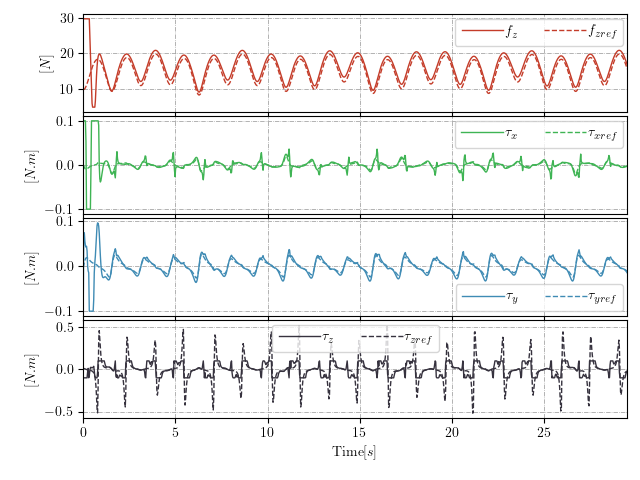 30
20
10
[N]
f_z f_zref
0.1
0.0
−0.1
[N.m]
τ_x τ_xref
0.1
0.0
−0.1
[N.m]
τ_y τ_yref
0.5
0.0
−0.5
[N.m]
τ_z τ_zref
0 5 10 15 20 25
Time[s]